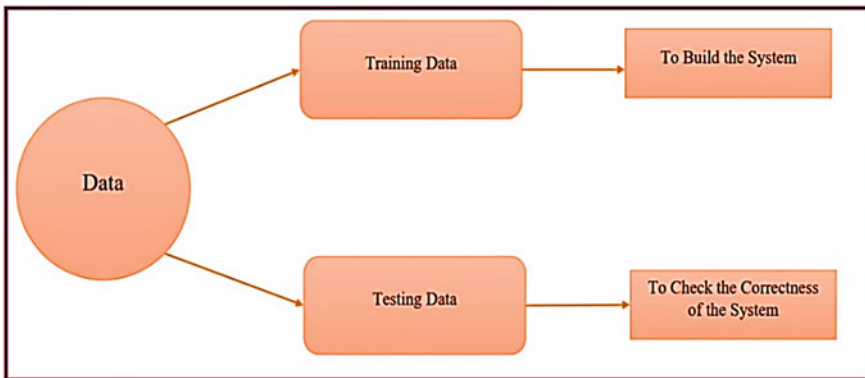 Data
Training Data
To Build the System
Testing Data
To Check the Correctness
of the System